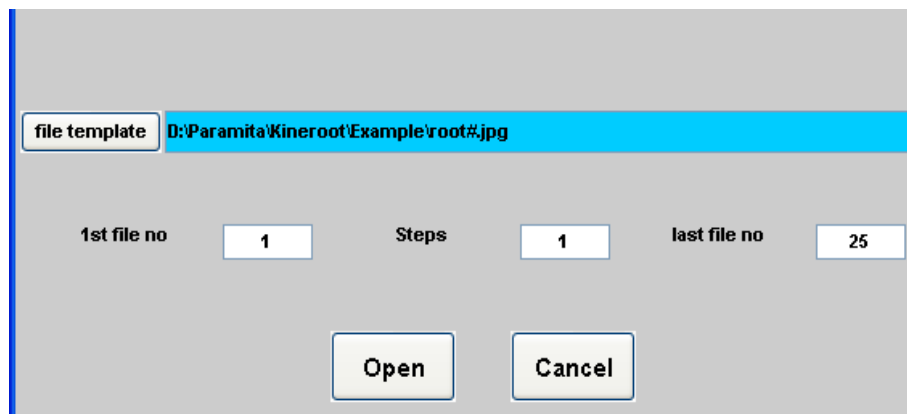 file template D:\Paramita\Kineroot\Example\root#.jpg
1st file no 1 Steps 1 last file no 25
Open Cancel